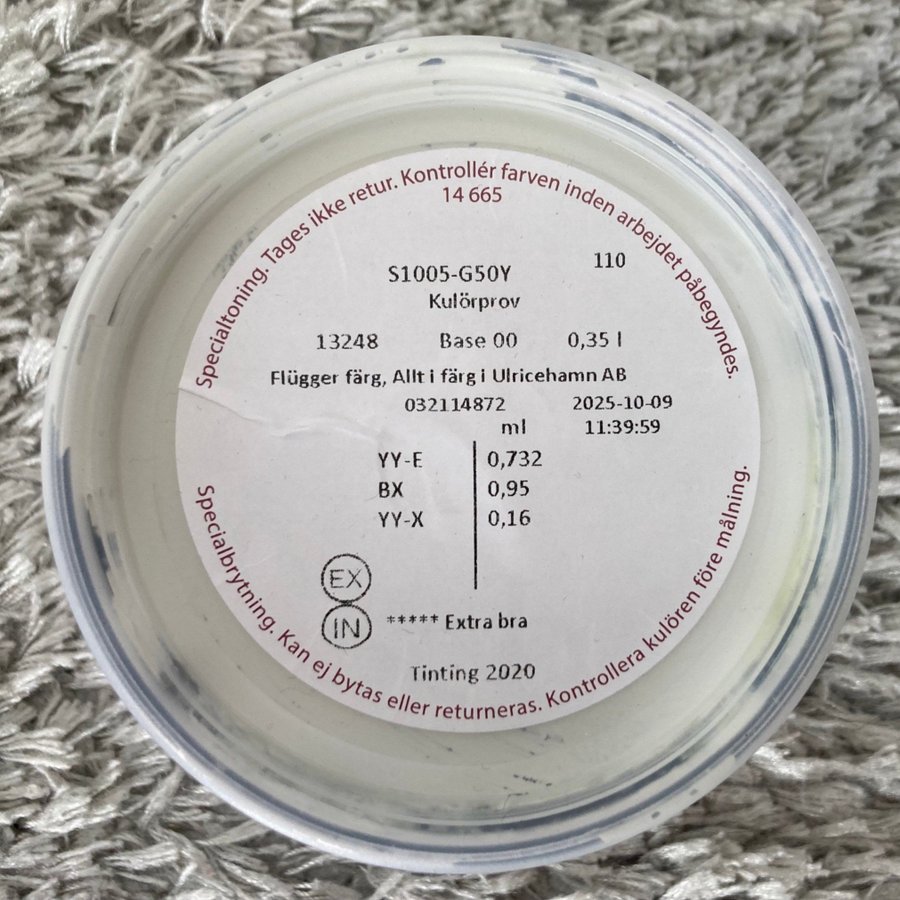 Specialtoning. Tages ikke retur. Kontrollér farven inden arbejdet påbegyndes.
14 665
110
S1005-G50Y
Kulörprov
13248 Base 00 0,35 l
Flügger färg, Allt i färg i Ulricehamn AB
032114872 2025-10-09
ml 11:39:59
YY-E 0,732
BX 0,95
YY-X 0,16
EX
IN ***** Extra bra
Tinting 2020
Specialbrytning. Kan ej bytas eller returneras. Kontrollera kulören före målning.